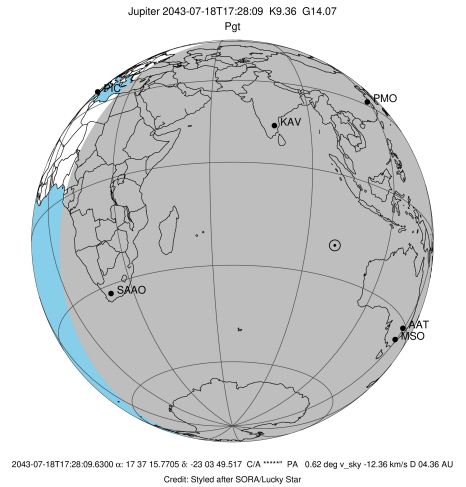 Jupiter 2043-07-18T17:28:09 K9.36 G14.07
Pgt
PIC
PMO
KAV
SAAO
AAT
MSO
2043-07-18T17:28:09.6300 α: 17 37 15.7705 δ: -23 03 49.517 C/A *****" PA 0.62 deg v_sky -12.36 km/s D 04.36 AU
Credit: Styled after SORA/Lucky Star